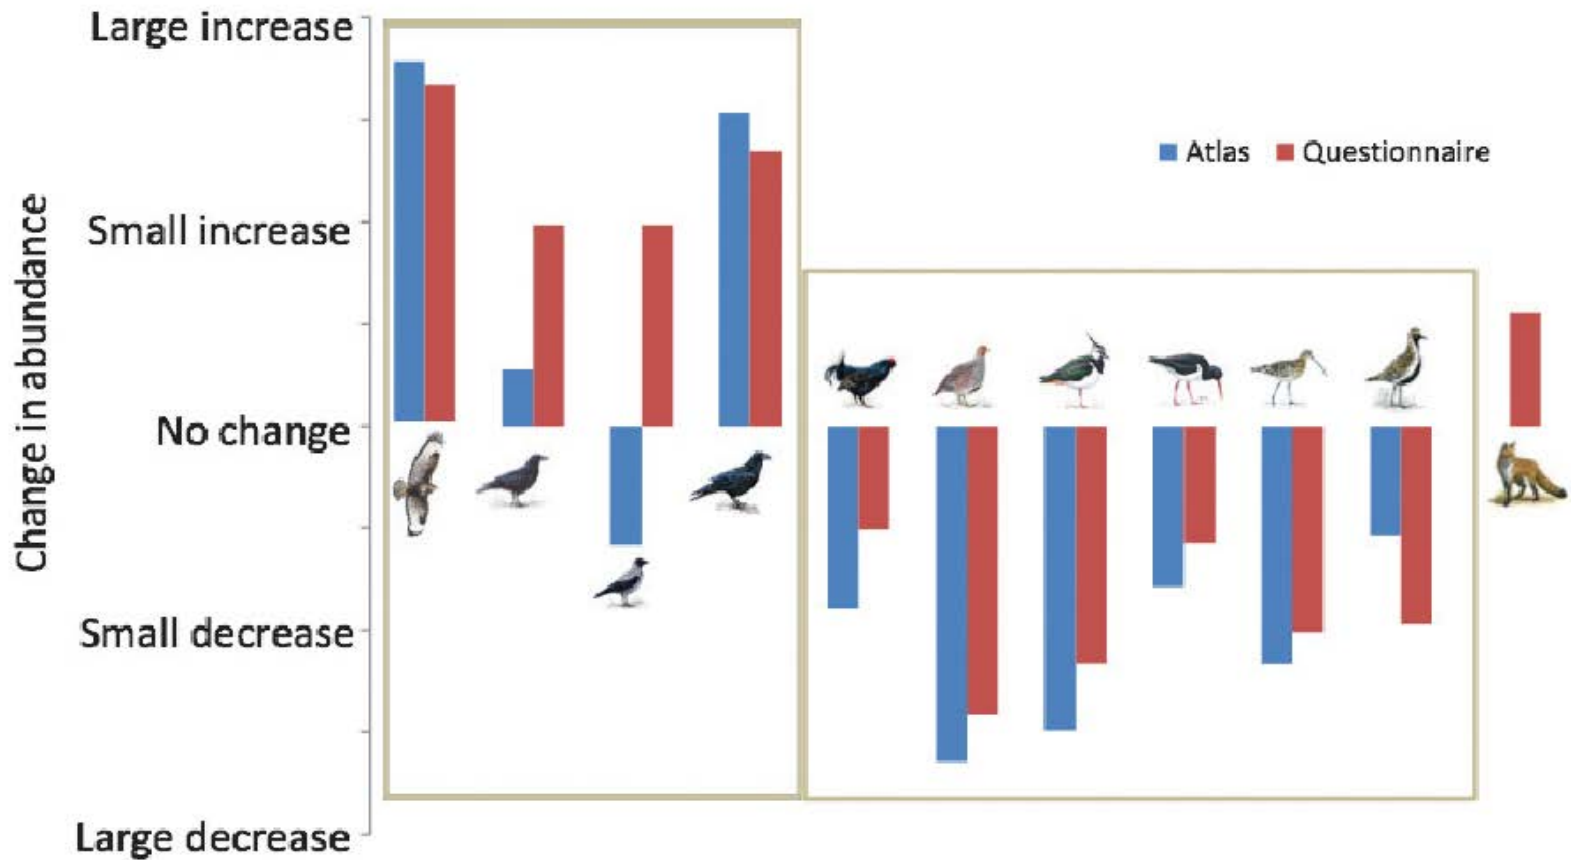 Large increase
Small increase
No change
Small decrease
Large decrease
Change in abundance
Atlas Questionnaire